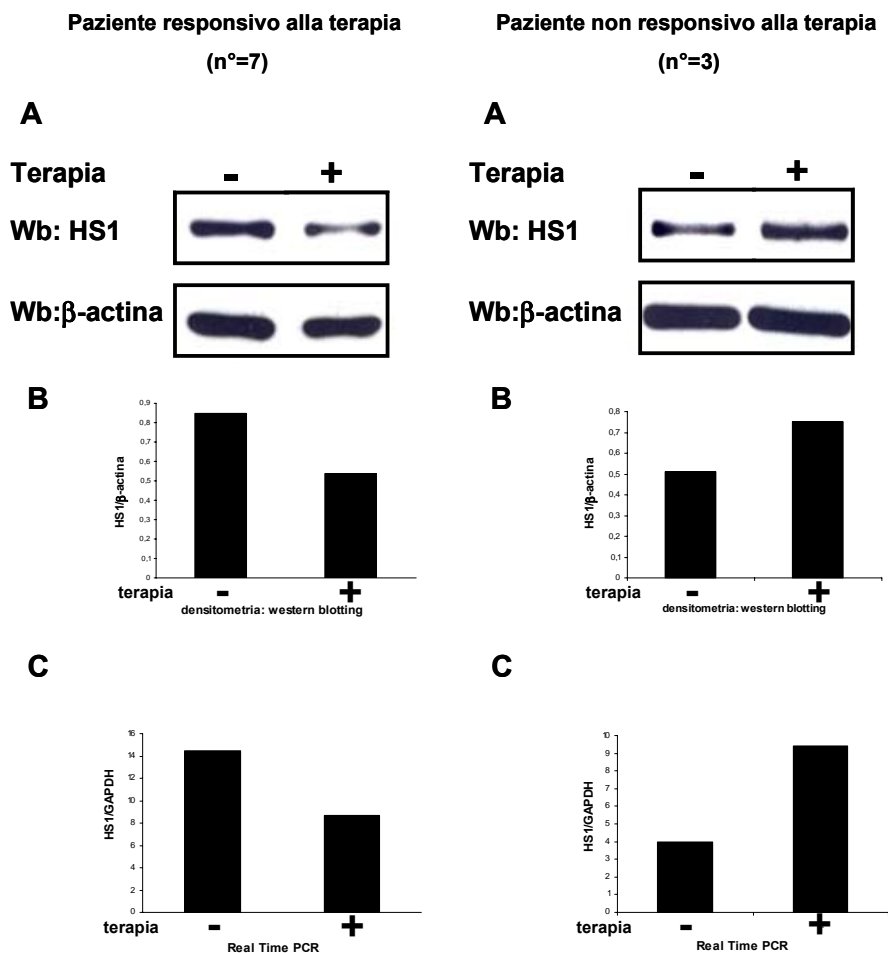 Paziente responsivo alla terapia
(n°=7)
A
Terapia - +
Wb: HS1
Wb:β-actina
B
HS1/β-actina
0,9
0,8
0,7
0,6
0,5
0,4
0,3
0,2
0,1
0
terapia - +
densitometria: western blotting
C
HS1/GAPDH
16
14
12
10
8
6
4
2
0
terapia - +
Real Time PCR
Paziente non responsivo alla terapia
(n°=3)
A
Terapia - +
Wb: HS1
Wb:β-actina
B
HS1/β-actina
0,8
0,7
0,6
0,5
0,4
0,3
0,2
0,1
0
terapia - +
densitometria: western blotting
C
HS1/GAPDH
10
9
8
7
6
5
4
3
2
1
0
terapia - +
Real Time PCR